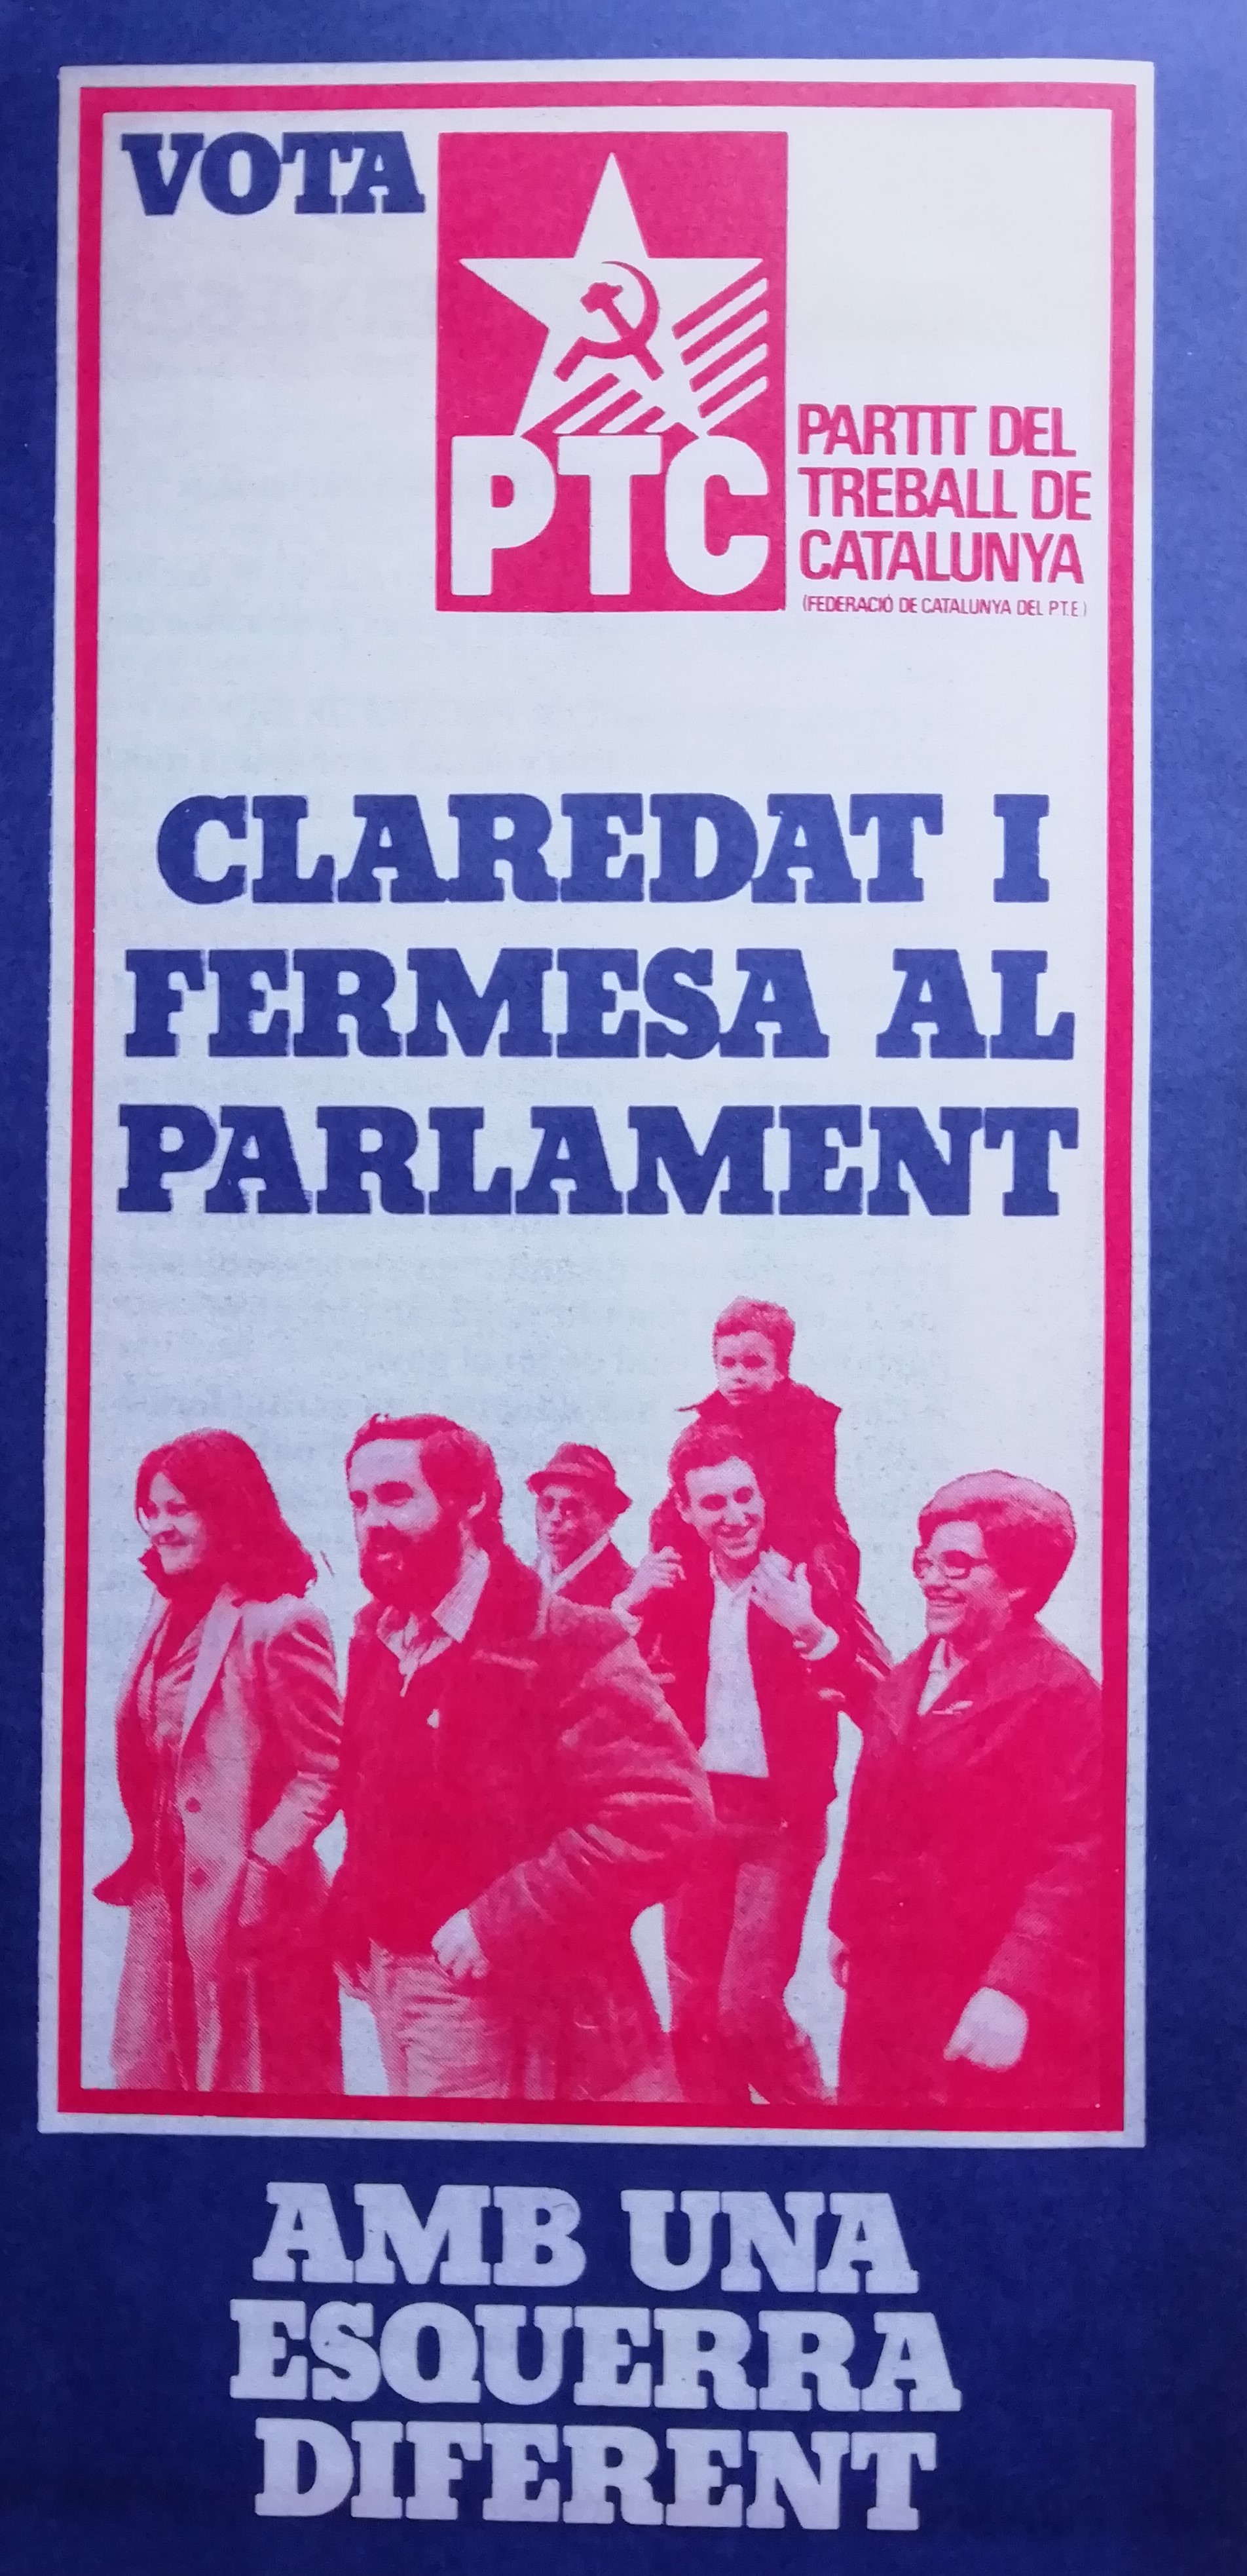 VOTA
PTC
PARTIT DEL
TREBALL DE
CATALUNYA
(FEDERACIÓ DE CATALUNYA DEL P.T.E.)
CLAREDAT I
FERMESA AL
PARLAMENT
AMB UNA
ESQUERRA
DIFERENT